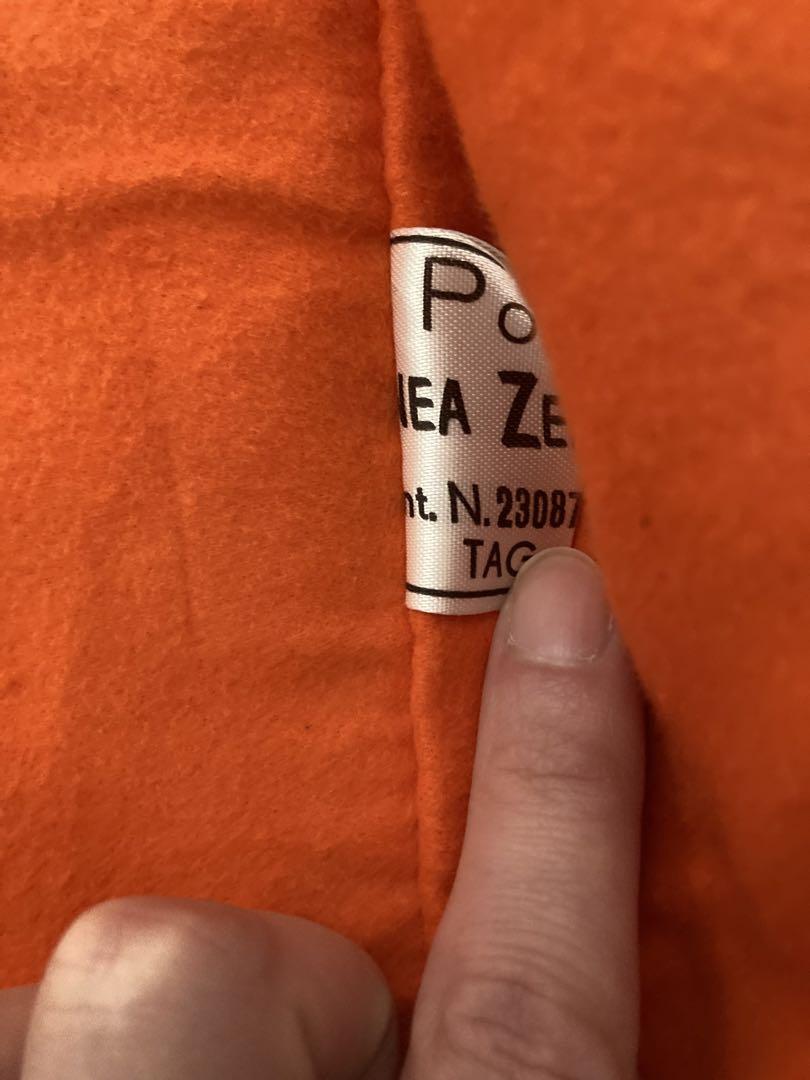 Po
NEA ZE
nt. N. 23087
TAG